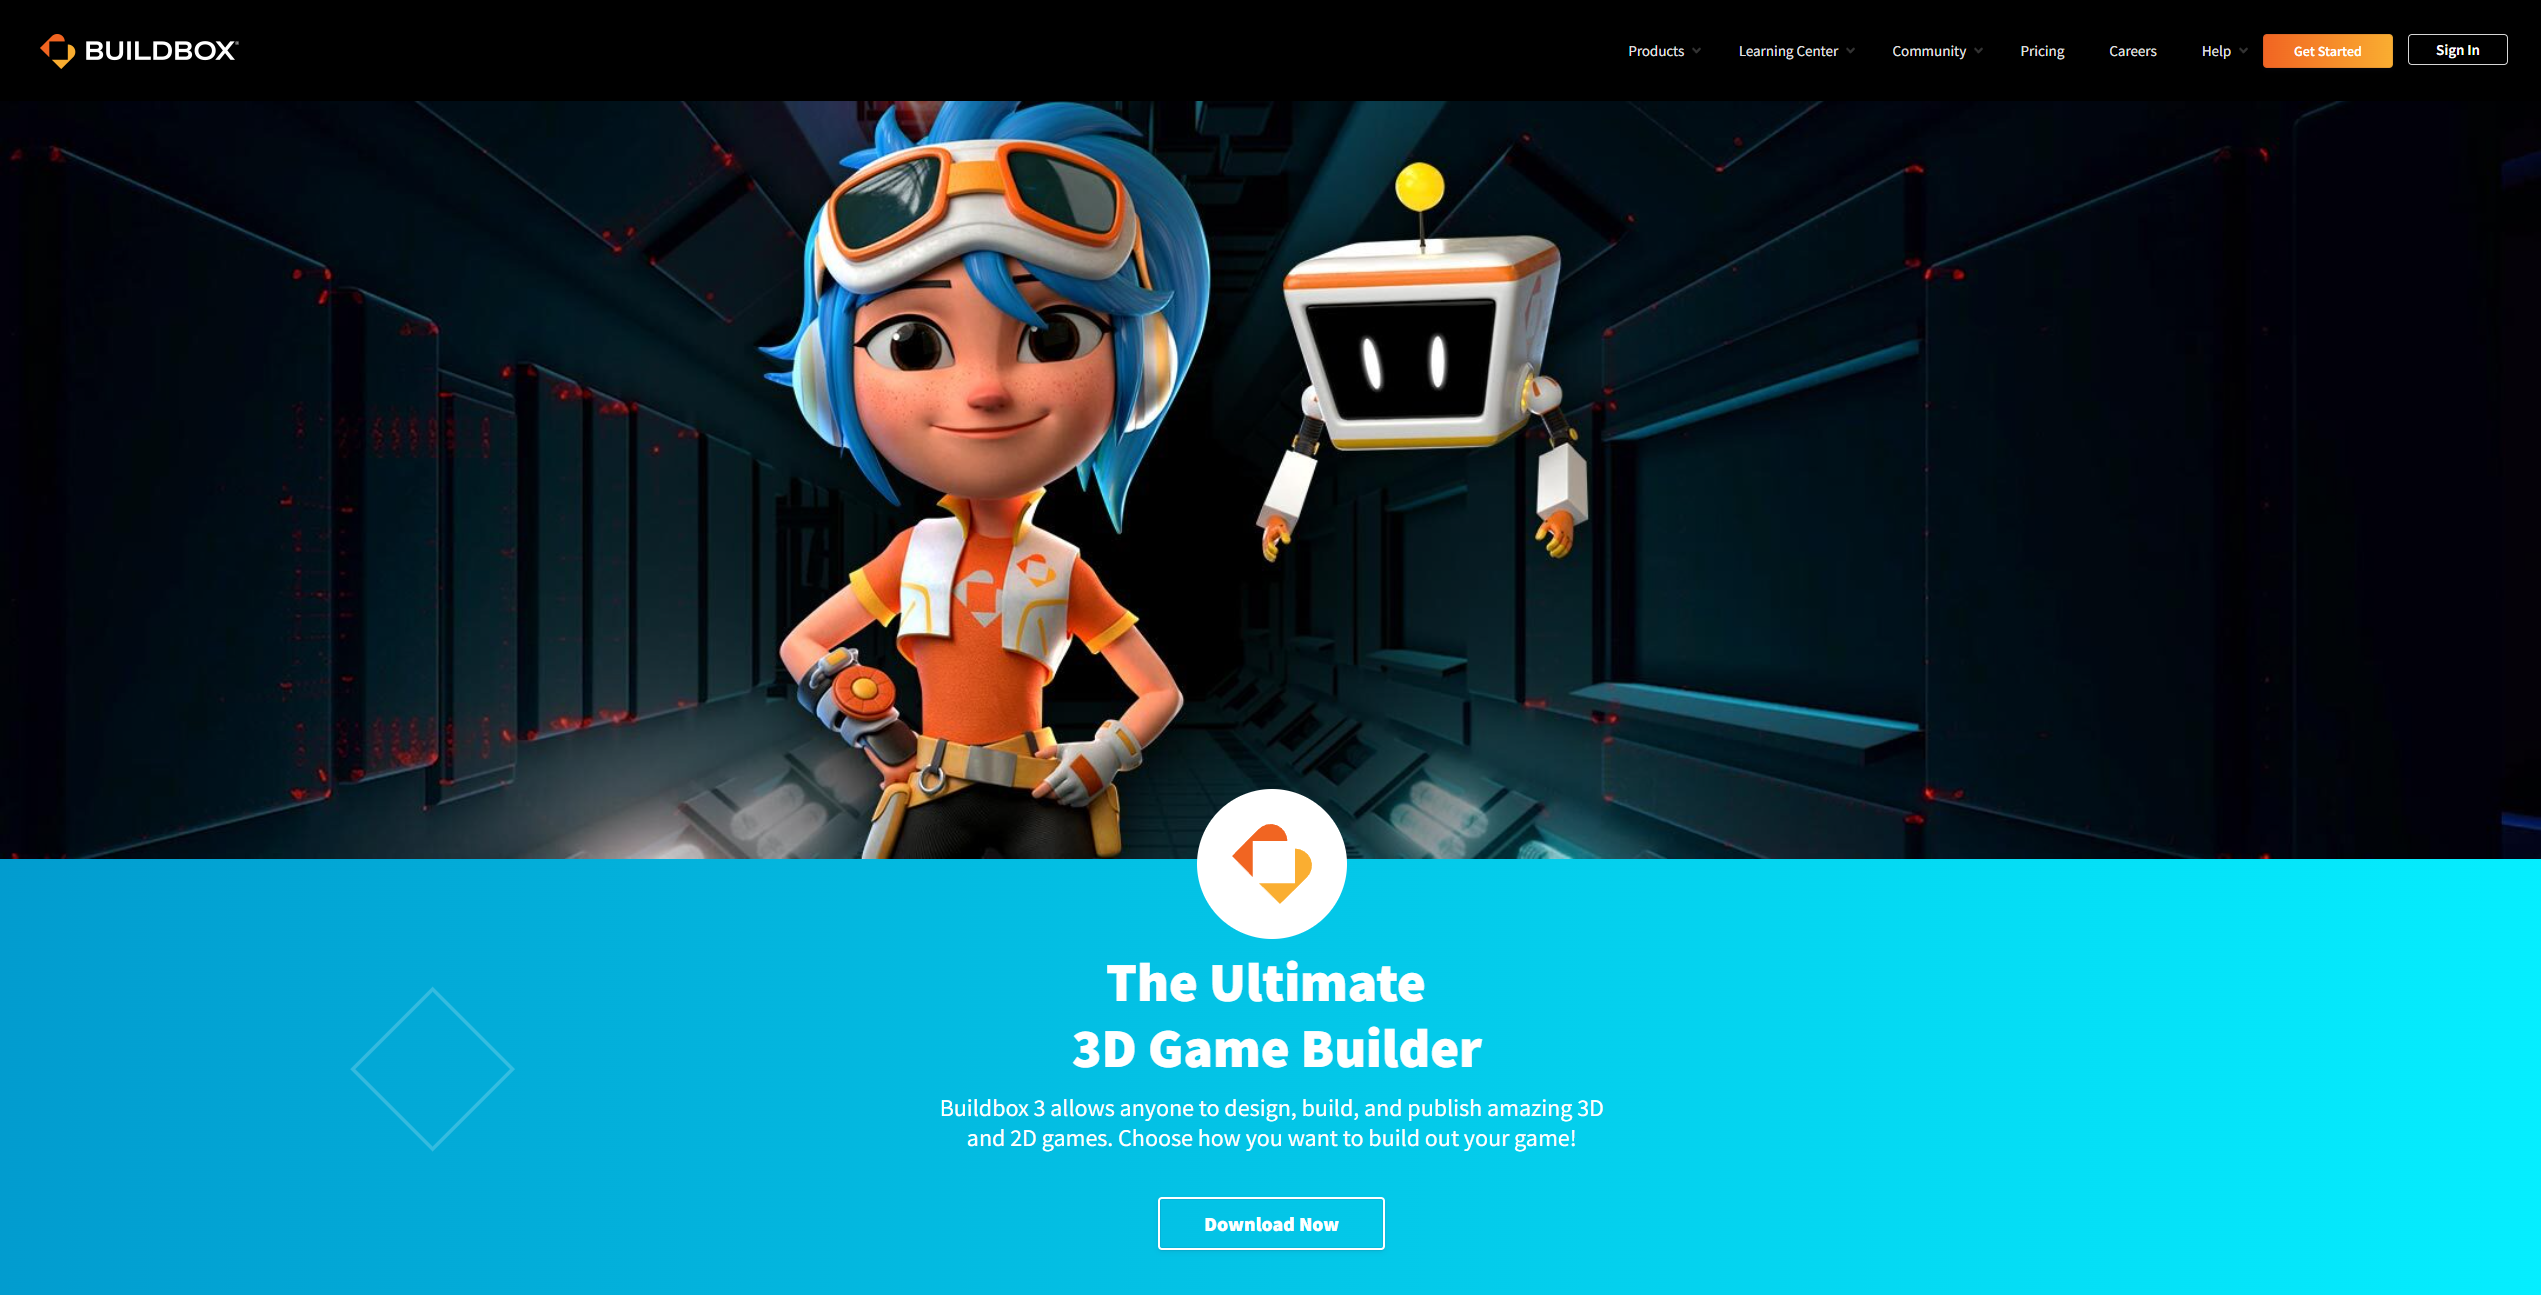 BUILDBOX
Products
Learning Center
Community
Pricing
Careers
Help
Get Started
Sign In
The Ultimate
3D Game Builder
Buildbox 3 allows anyone to design, build, and publish amazing 3D
and 2D games. Choose how you want to build out your game!
Download Now